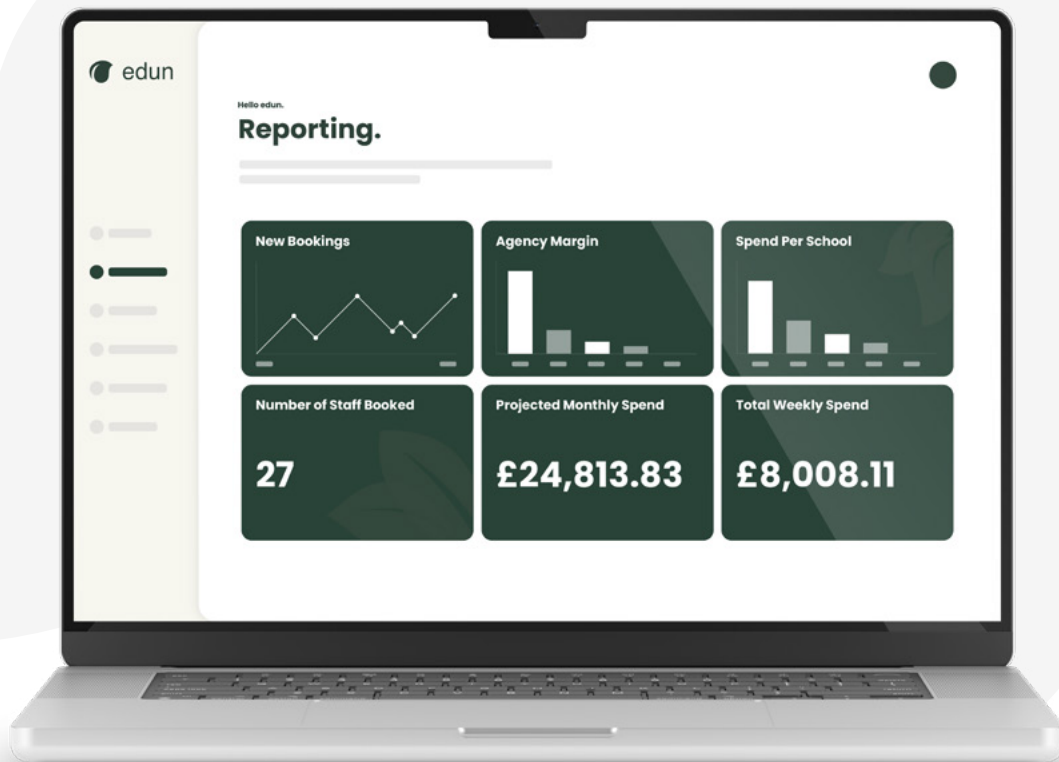 edun
Hello edun.
Reporting.
New Bookings
Agency Margin
Spend Per School
Number of Staff Booked
Projected Monthly Spend
Total Weekly Spend
27
£24,813.83
£8,008.11